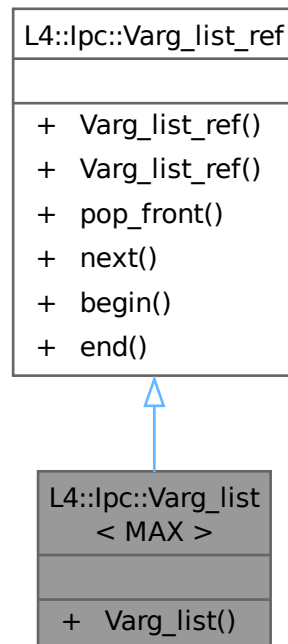 L4::Ipc::Varg_list_ref
+ Varg_list_ref()
+ Varg_list_ref()
+ pop_front()
+ next()
+ begin()
+ end()
L4::Ipc::Varg_list
< MAX >
+ Varg_list()